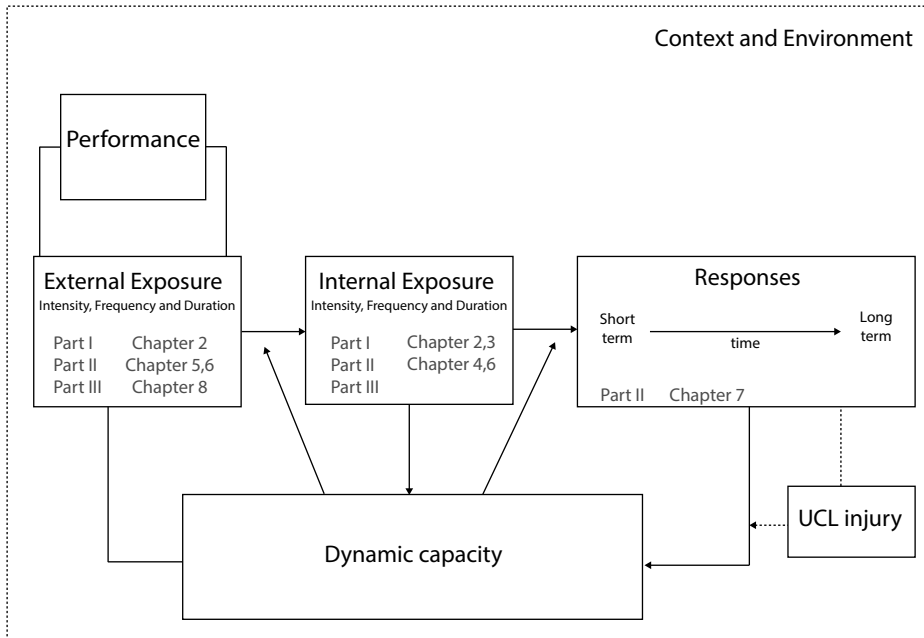 Context and Environment
Performance
External Exposure
Intensity, Frequency and Duration
Part I Chapter 2
Part II Chapter 5,6
Part III Chapter 8
Internal Exposure
Intensity, Frequency and Duration
Part I Chapter 2,3
Part II Chapter 4,6
Part III
Responses
Short term
time
Long term
Part II Chapter 7
UCL injury
Dynamic capacity